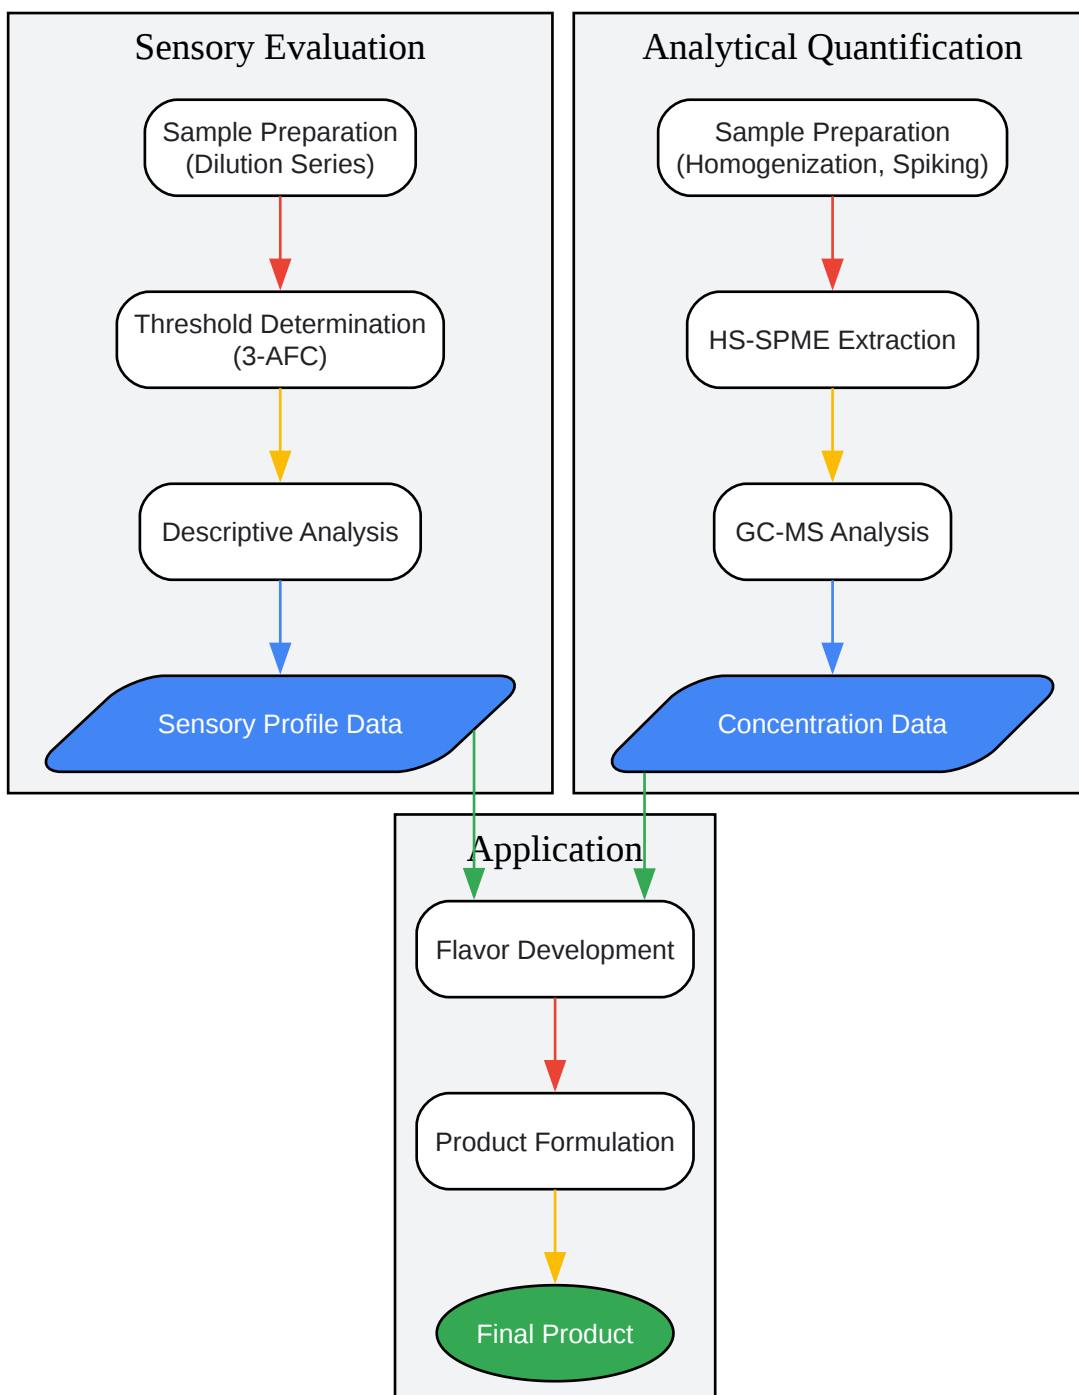 Sensory Evaluation
Sample Preparation
(Dilution Series)
Threshold Determination
(3-AFC)
Descriptive Analysis
Sensory Profile Data
Analytical Quantification
Sample Preparation
(Homogenization, Spiking)
HS-SPME Extraction
GC-MS Analysis
Concentration Data
Application
Flavor Development
Product Formulation
Final Product